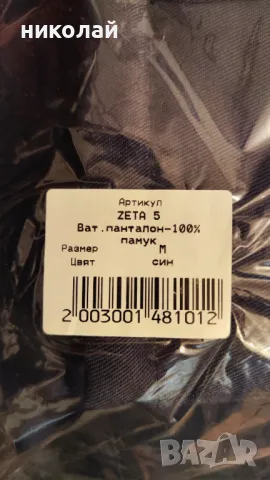 николай
Артикул
ZETA 5
Ват.панталон-100%
памук
Размер M
Цвят син
2 003001 481012
BAZAR